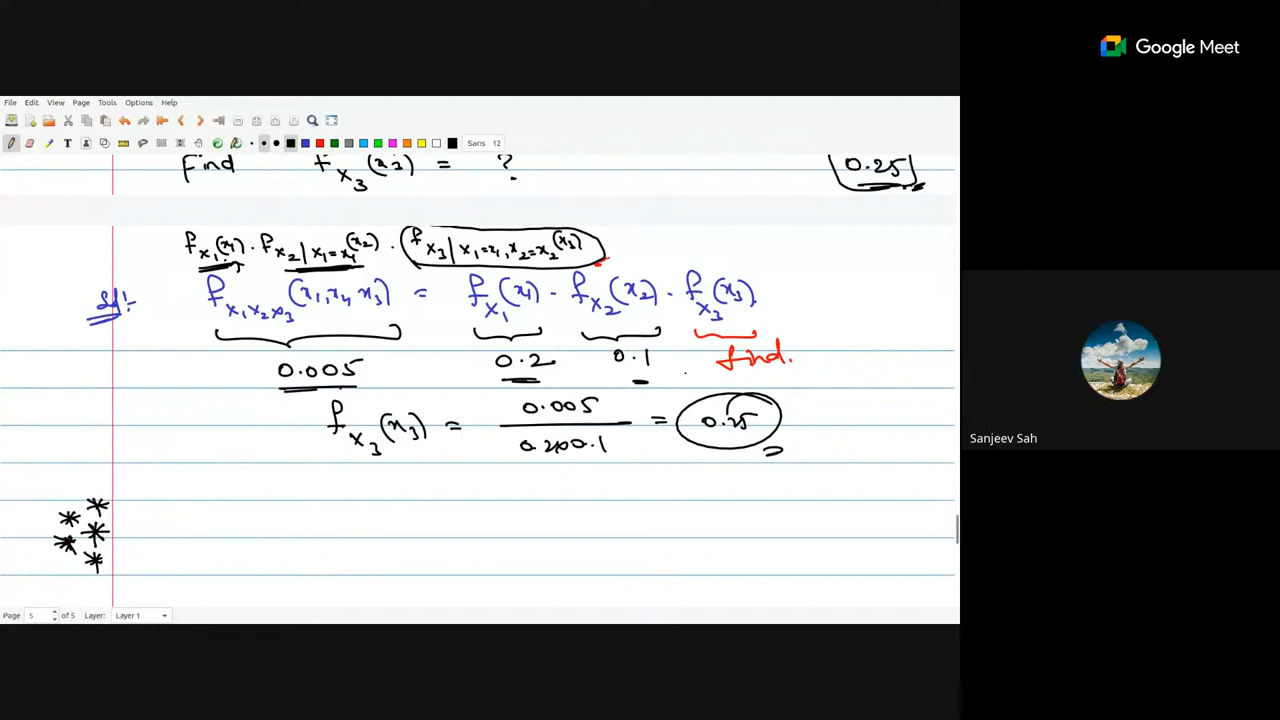 Google Meet
File Edit View Page Tools Options Help
Sans 12
Find f_X₃(x₂) = ?
0.25
f_X₁(x₁) . f_X₂|X₁=x₁(x₂) . f_X₃|X₁=x₁,X₂=x₂(x₃)
Sol: f_X₁X₂X₃(x₁,x₂,x₃) = f_X₁(x₁) . f_X₂(x₂) . f_X₃(x₃)
0.005 0.2 0.1 find.
f_X₃(x₃) = 0.005 / 0.2×0.1 = 0.25
Sanjeev Sah
Page 5 of 5 Layer: Layer 1